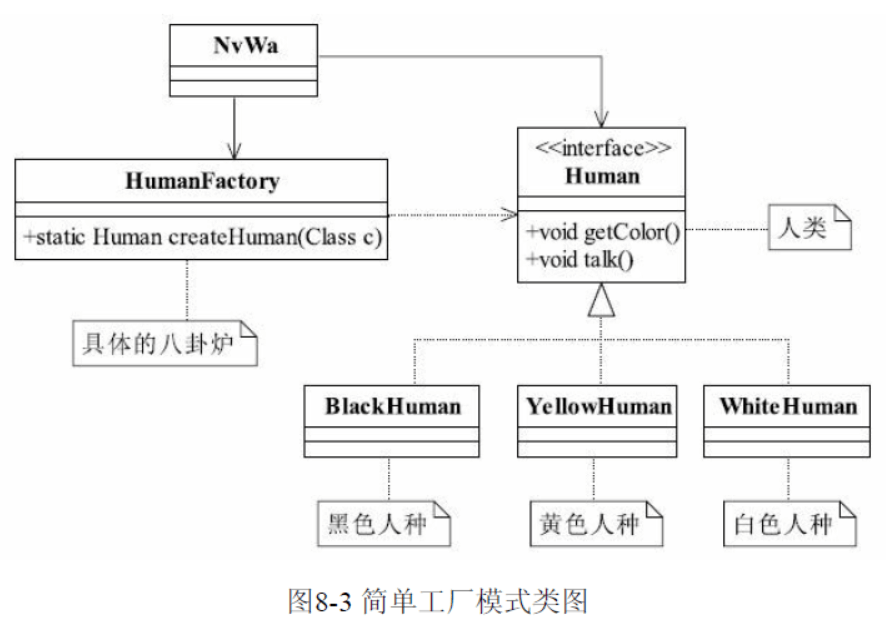 NvWa
<<interface>>
Human
HumanFactory
+static Human createHuman(Class c)
+void getColor()
+void talk()
人类
具体的八卦炉
BlackHuman
YellowHuman
WhiteHuman
黑色人种
黄色人种
白色人种
图8-3 简单工厂模式类图